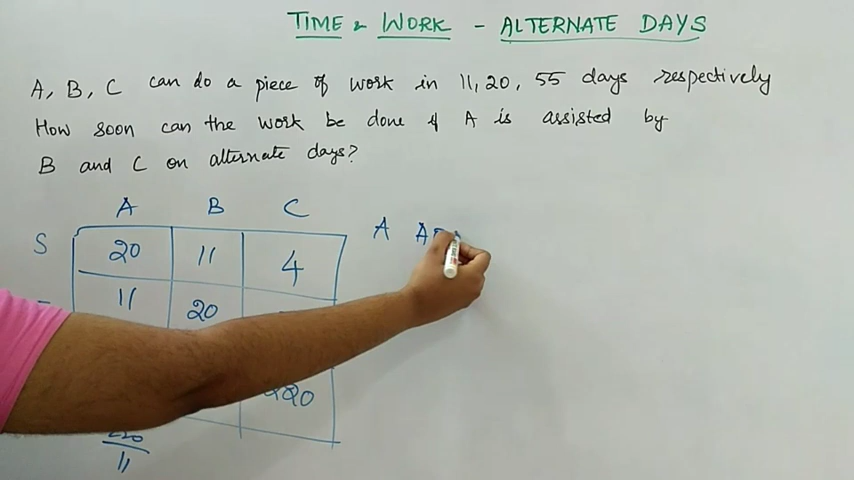 TIME & WORK - ALTERNATE DAYS
A, B, C can do a piece of work in 11, 20, 55 days respectively
How soon can the work be done if A is assisted by
B and C on alternate days?
A B C
S 20 11 4 A
11 20
220
220
11